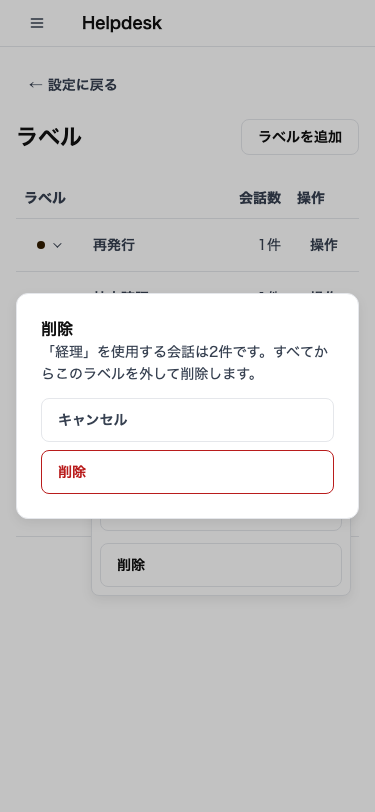 Helpdesk
← 設定に戻る
ラベル
ラベルを追加
ラベル 会話数 操作
再発行 1件 操作
削除
「経理」を使用する会話は2件です。すべてか
らこのラベルを外して削除します。
キャンセル
削除
削除